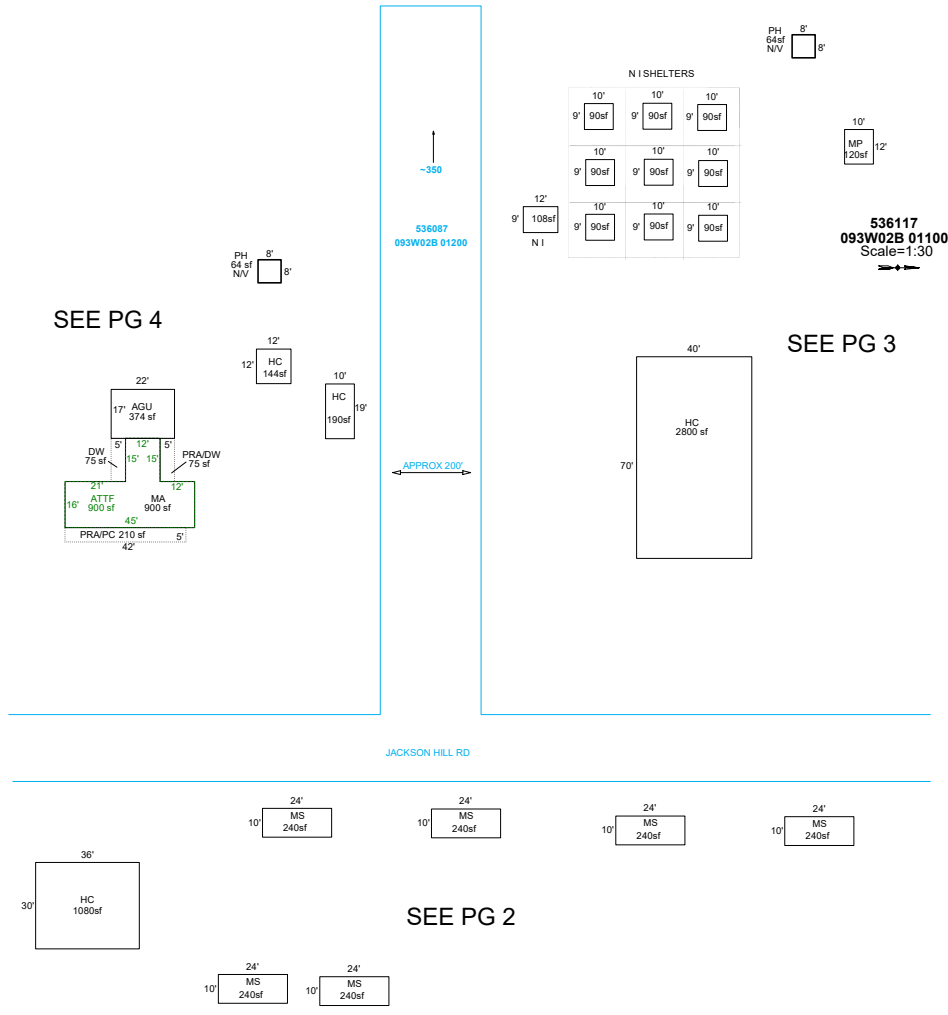 PH
64sf
N/V
8'
8'
N I SHELTERS
10'
10'
10'
9'
90sf
9'
90sf
9'
90sf
10'
MP
120sf
12'
10'
10'
10'
9'
90sf
9'
90sf
9'
90sf
10'
10'
10'
9'
90sf
9'
90sf
9'
90sf
12'
9'
108sf
N I
~350
536087
093W02B 01200
536117
093W02B 01100
Scale=1:30
PH
64 sf
N/V
8'
8'
SEE PG 4
SEE PG 3
12'
12'
HC
144sf
10'
HC
190sf
19'
22'
17'
AGU
374 sf
5'
12'
5'
DW
75 sf
15'
15'
PRA/DW
75 sf
21'
12'
16'
ATTF
900 sf
MA
900 sf
45'
PRA/PC 210 sf
5'
42'
APPROX 200'
40'
70'
HC
2800 sf
JACKSON HILL RD
24'
10'
MS
240sf
24'
10'
MS
240sf
24'
10'
MS
240sf
24'
10'
MS
240sf
36'
30'
HC
1080sf
SEE PG 2
24'
10'
MS
240sf
24'
10'
MS
240sf